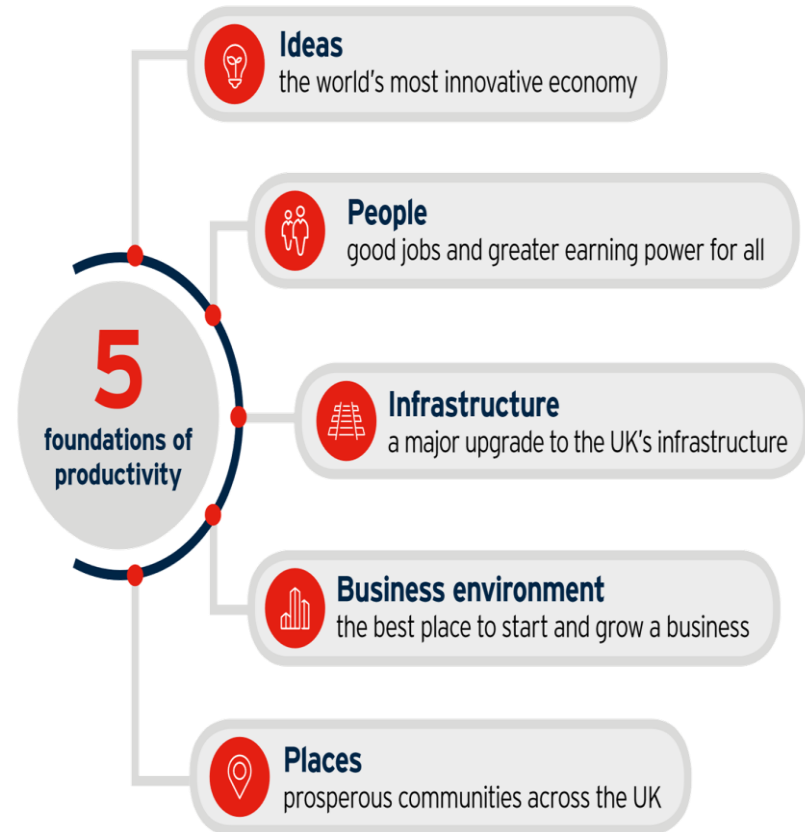 Ideas
the world's most innovative economy
People
good jobs and greater earning power for all
5
foundations of
productivity
Infrastructure
a major upgrade to the UK's infrastructure
Business environment
the best place to start and grow a business
Places
prosperous communities across the UK